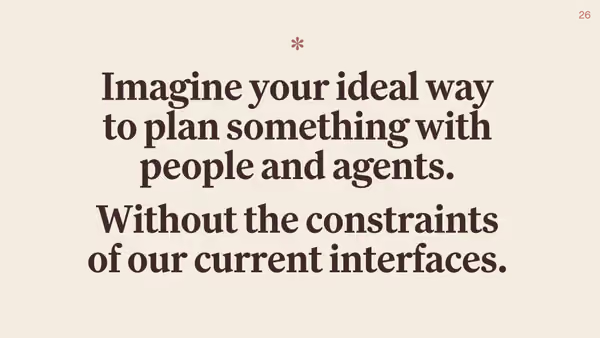 26
*
Imagine your ideal way
to plan something with
people and agents.
Without the constraints
of our current interfaces.